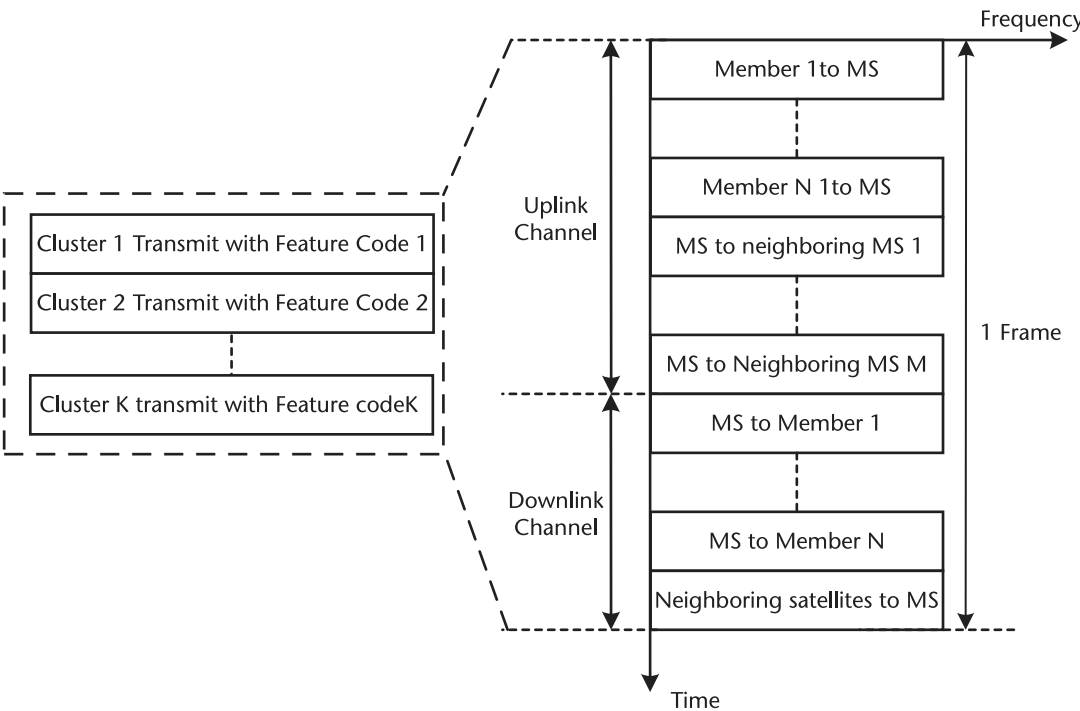 Frequency
Member 1to MS
Member N 1to MS
MS to neighboring MS 1
MS to Neighboring MS M
MS to Member 1
MS to Member N
Neighboring satellites to MS
Uplink
Channel
Downlink
Channel
1 Frame
Time
Cluster 1 Transmit with Feature Code 1
Cluster 2 Transmit with Feature Code 2
Cluster K transmit with Feature codeK